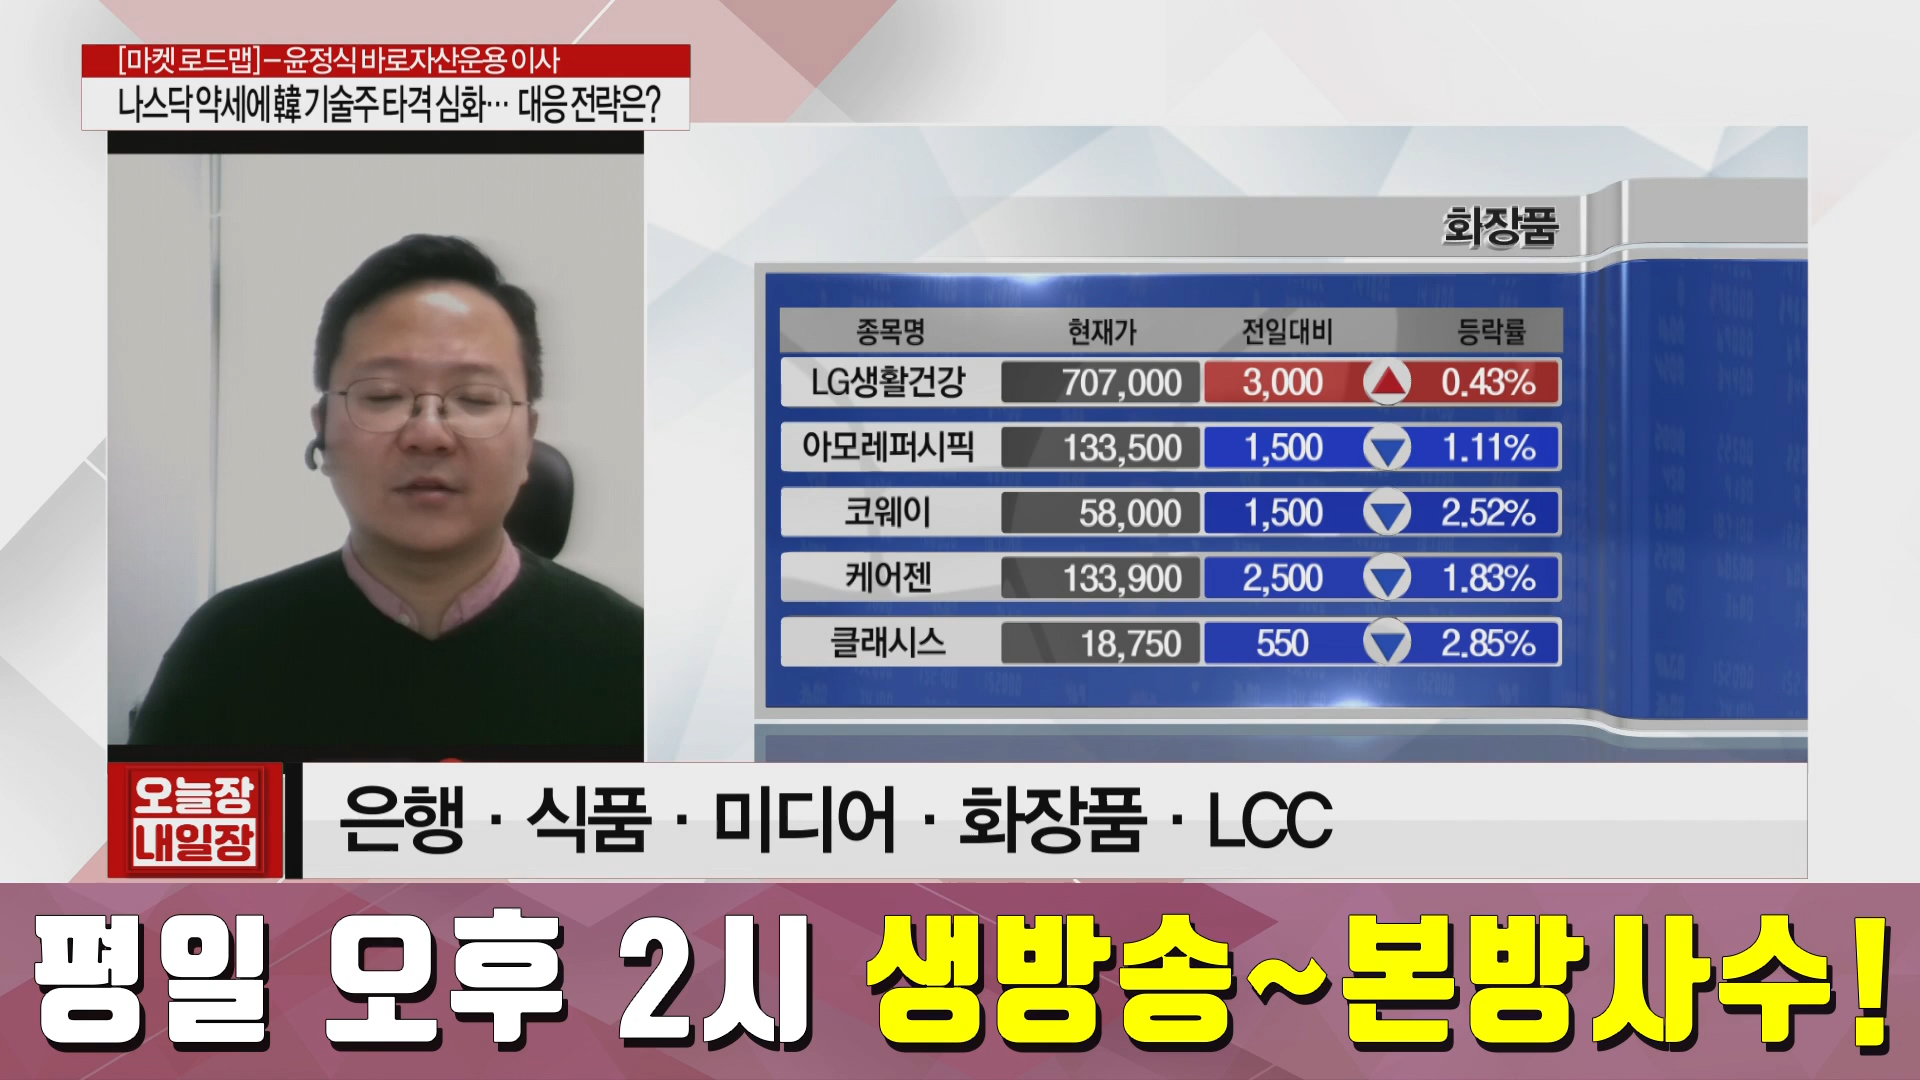 [마켓 로드맵] – 윤정식 바로자산운용 이사
나스닥 약세에 韓 기술주 타격 심화… 대응 전략은?
화장품
종목명 현재가 전일대비 등락률
LG생활건강 707,000 3,000 0.43%
아모레퍼시픽 133,500 1,500 1.11%
코웨이 58,000 1,500 2.52%
케어젠 133,900 2,500 1.83%
클래시스 18,750 550 2.85%
오늘장
내일장
은행 · 식품 · 미디어 · 화장품 · LCC
평일 오후 2시 생방송~본방사수!